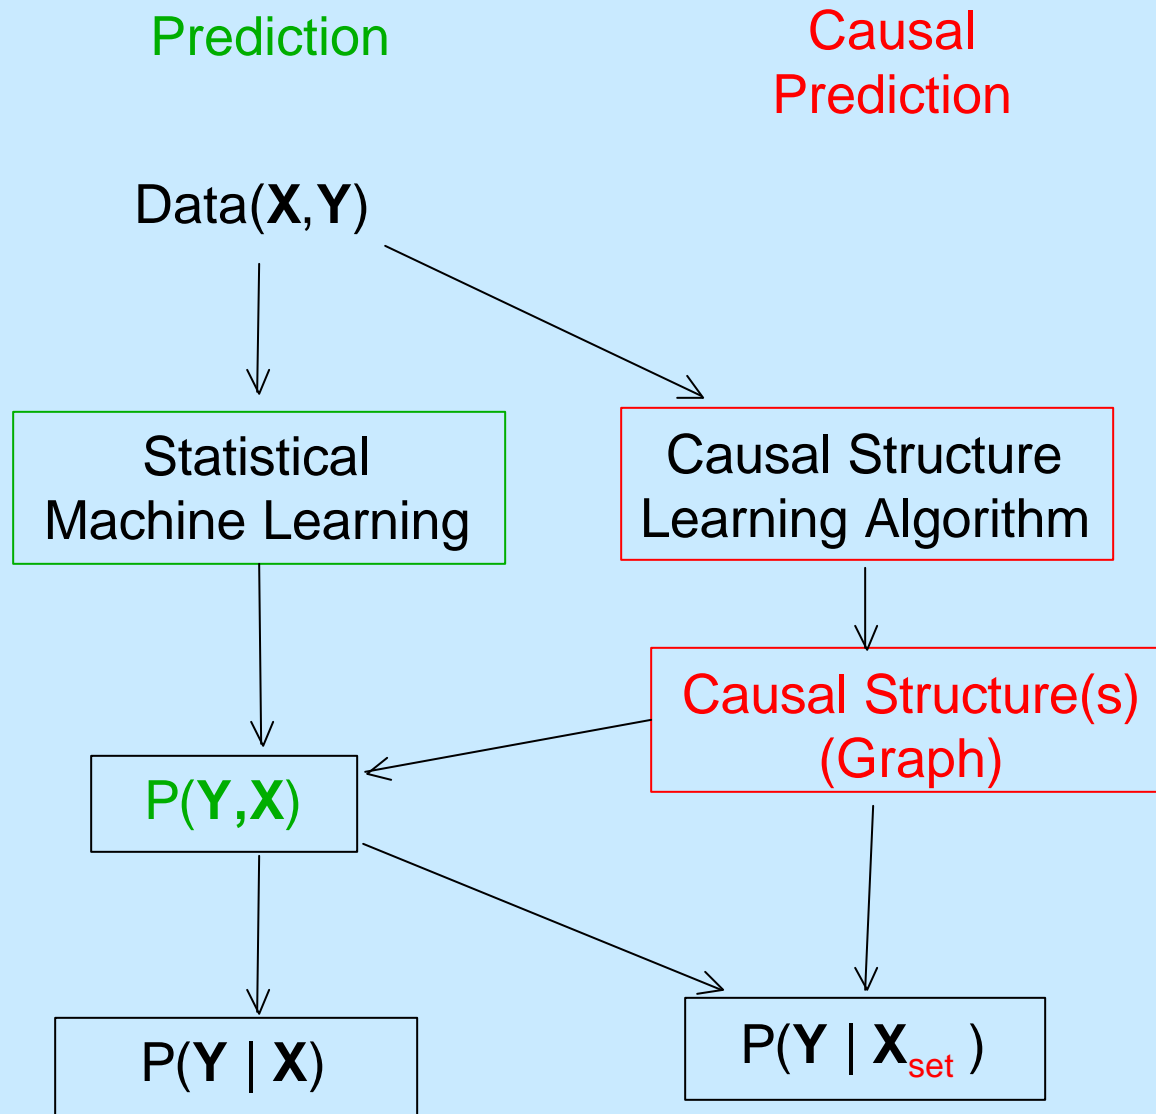 Prediction
Causal
Prediction
Data(X,Y)
Statistical
Machine Learning
Causal Structure
Learning Algorithm
Causal Structure(s)
(Graph)
P(Y,X)
P(Y | X)
P(Y | Xset )